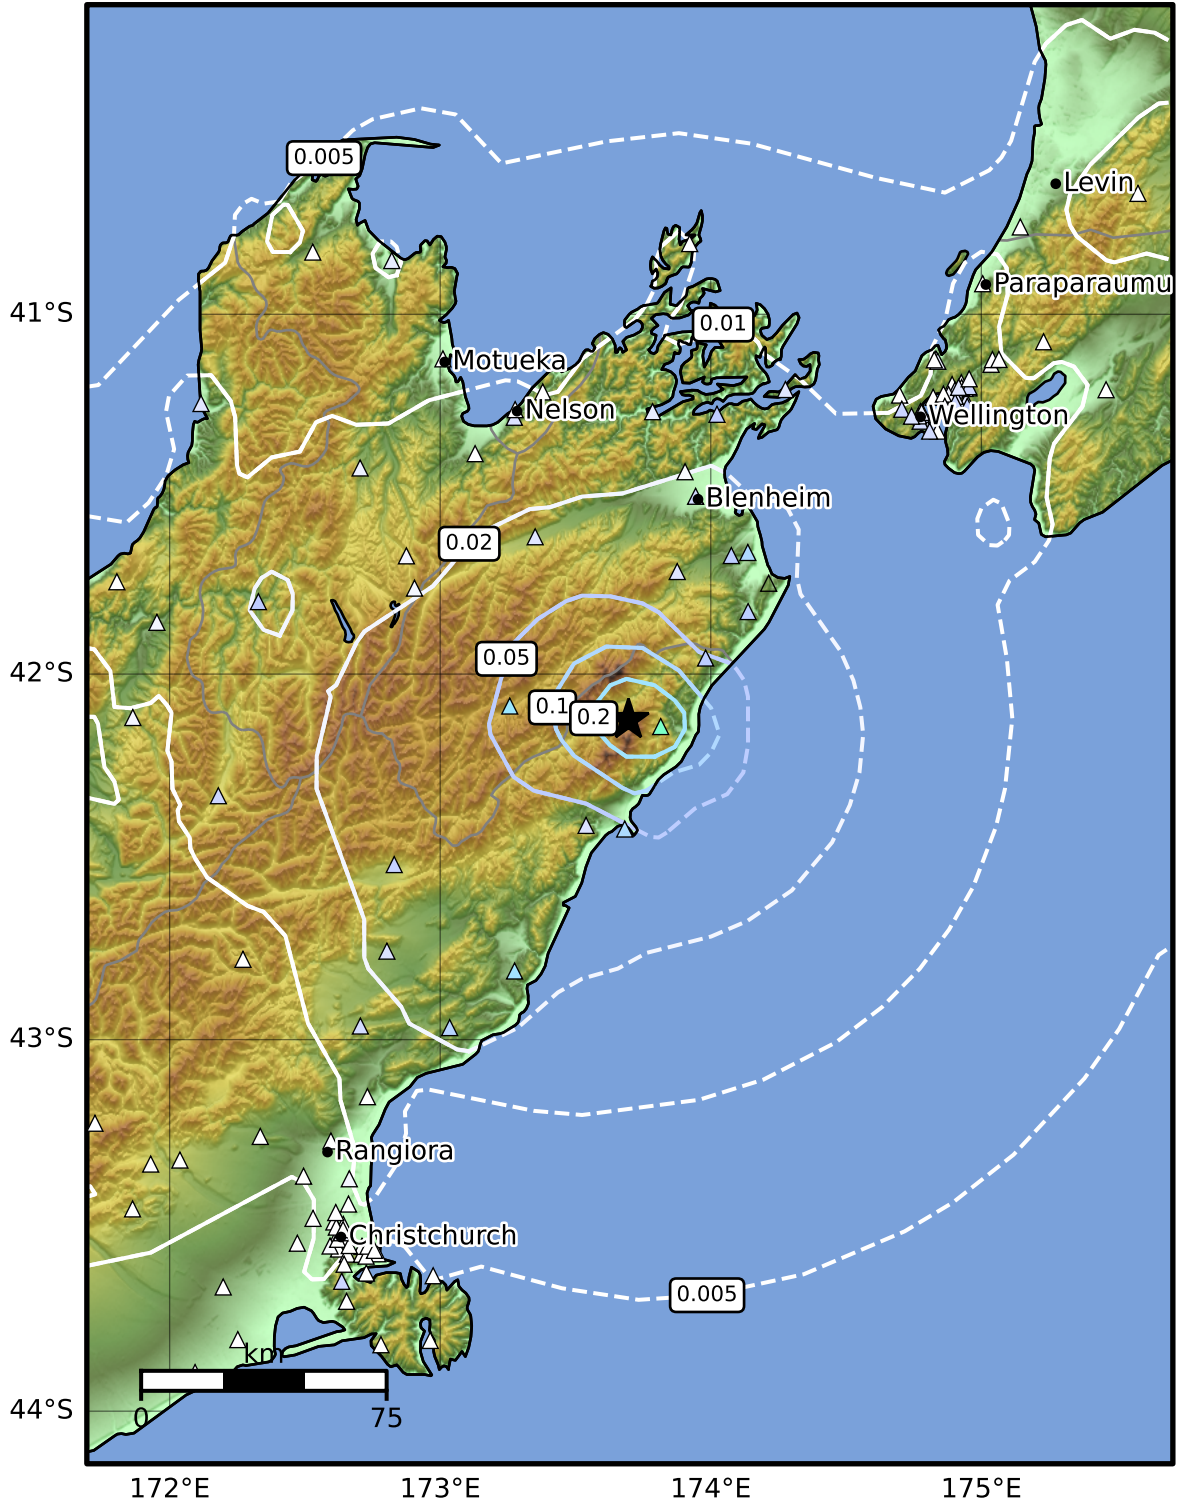 0.005
Levin
Paraparaumu
41°S
0.01
Motueka
Nelson
Wellington
Blenheim
0.02
0.05
42°S
0.1
0.2
43°S
Rangiora
Christchurch
0.005
km
0 75
44°S
172°E 173°E 174°E 175°E